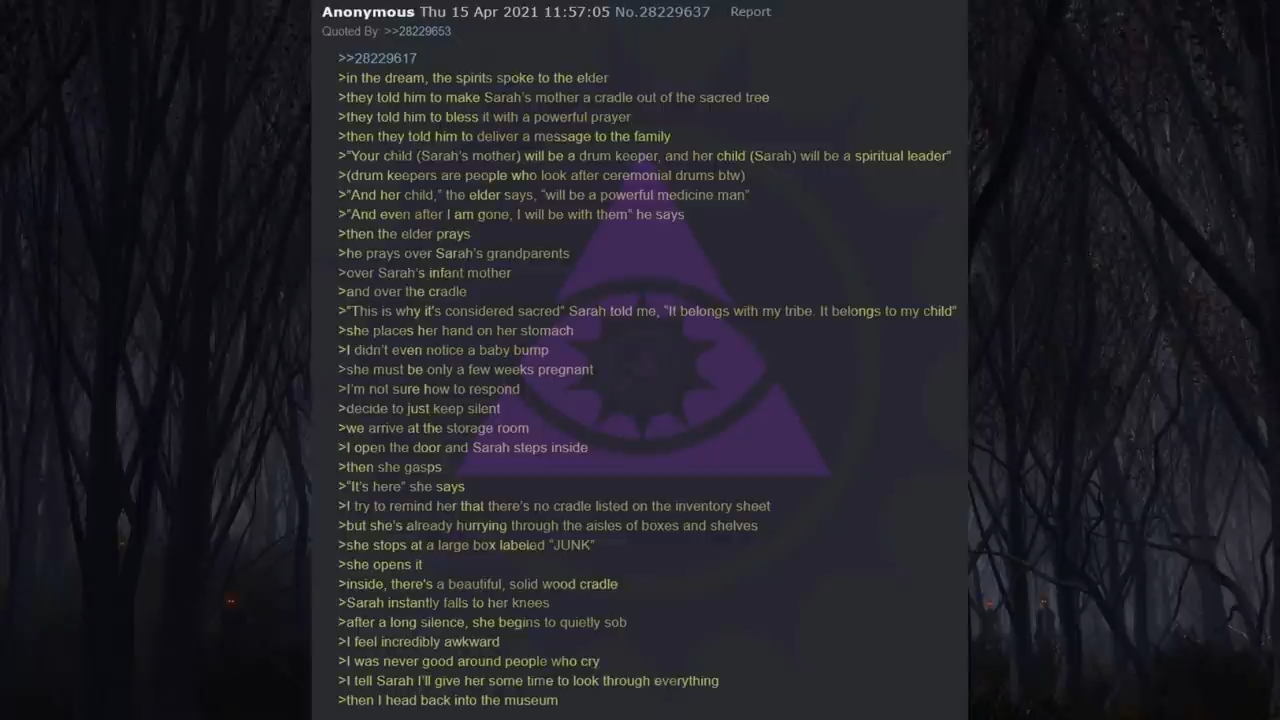 Anonymous Thu 15 Apr 2021 11:57:05 No.28229637 Report
Quoted By: >>28229653
>>28229617
>in the dream, the spirits spoke to the elder
>they told him to make Sarah's mother a cradle out of the sacred tree
>they told him to bless it with a powerful prayer
>then they told him to deliver a message to the family
>"Your child (Sarah's mother) will be a drum keeper, and her child (Sarah) will be a spiritual leader"
>(drum keepers are people who look after ceremonial drums btw)
>"And her child," the elder says, "will be a powerful medicine man"
>"And even after I am gone, I will be with them" he says
>then the elder prays
>he prays over Sarah's grandparents
>over Sarah's infant mother
>and over the cradle
>"This is why it's considered sacred" Sarah told me, "It belongs with my tribe. It belongs to my child"
>she places her hand on her stomach
>I didn't even notice a baby bump
>she must be only a few weeks pregnant
>I'm not sure how to respond
>decide to just keep silent
>we arrive at the storage room
>I open the door and Sarah steps inside
>then she gasps
>"It's here" she says
>I try to remind her that there's no cradle listed on the inventory sheet
>but she's already hurrying through the aisles of boxes and shelves
>she stops at a large box labeled "JUNK"
>she opens it
>inside, there's a beautiful, solid wood cradle
>Sarah instantly falls to her knees
>after a long silence, she begins to quietly sob
>I feel incredibly awkward
>I was never good around people who cry
>I tell Sarah I'll give her some time to look through everything
>then I head back into the museum